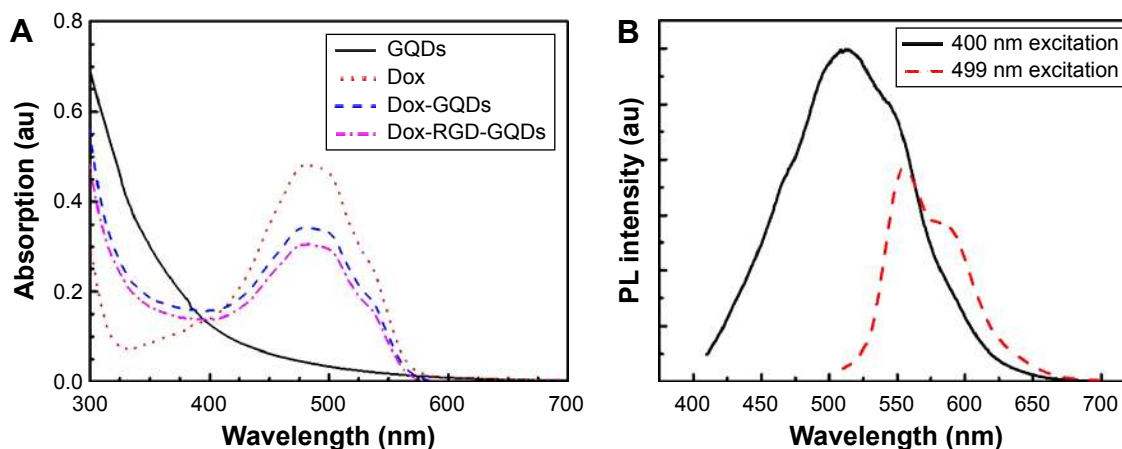 A
Absorption (au)
0.8
0.6
0.4
0.2
0.0
300
400
500
600
700
Wavelength (nm)
GQDs
Dox
Dox-GQDs
Dox-RGD-GQDs
B
PL intensity (au)
400
450
500
550
600
650
700
Wavelength (nm)
400 nm excitation
499 nm excitation